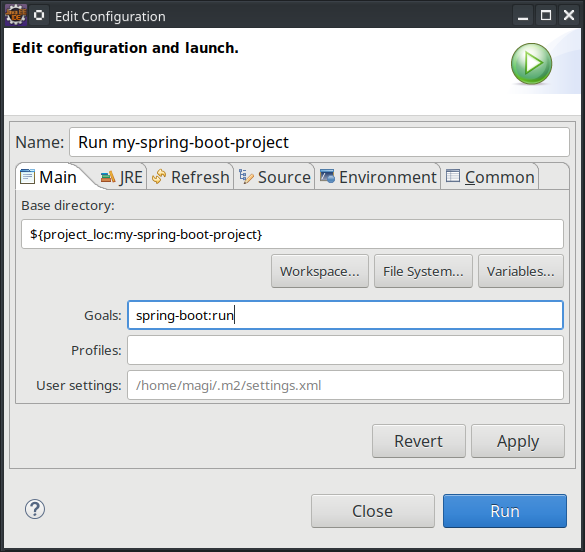 Edit Configuration
Edit configuration and launch.
Name: Run my-spring-boot-project
Main JRE Refresh Source Environment Common
Base directory:
${project_loc:my-spring-boot-project}
Workspace... File System... Variables...
Goals: spring-boot:run
Profiles:
User settings: /home/magi/.m2/settings.xml
Revert Apply
? Close Run